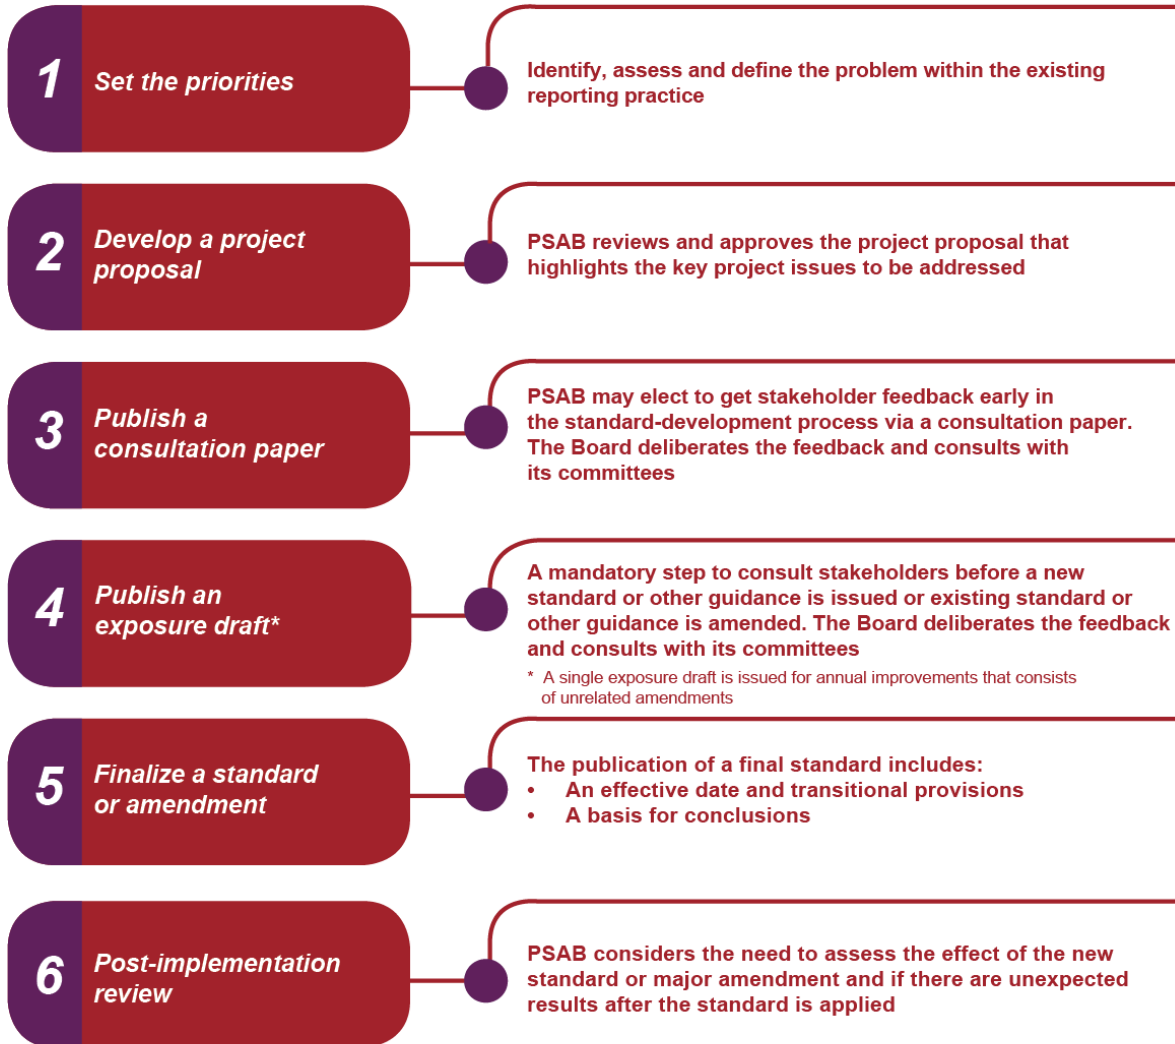 1
Set the priorities
Identify, assess and define the problem within the existing
reporting practice
2
Develop a project
proposal
PSAB reviews and approves the project proposal that
highlights the key project issues to be addressed
3
Publish a
consultation paper
PSAB may elect to get stakeholder feedback early in
the standard-development process via a consultation paper.
The Board deliberates the feedback and consults with
its committees
4
Publish an
exposure draft*
A mandatory step to consult stakeholders before a new
standard or other guidance is issued or existing standard or
other guidance is amended. The Board deliberates the feedback
and consults with its committees
* A single exposure draft is issued for annual improvements that consists
of unrelated amendments
5
Finalize a standard
or amendment
The publication of a final standard includes:
• An effective date and transitional provisions
• A basis for conclusions
6
Post-implementation
review
PSAB considers the need to assess the effect of the new
standard or major amendment and if there are unexpected
results after the standard is applied